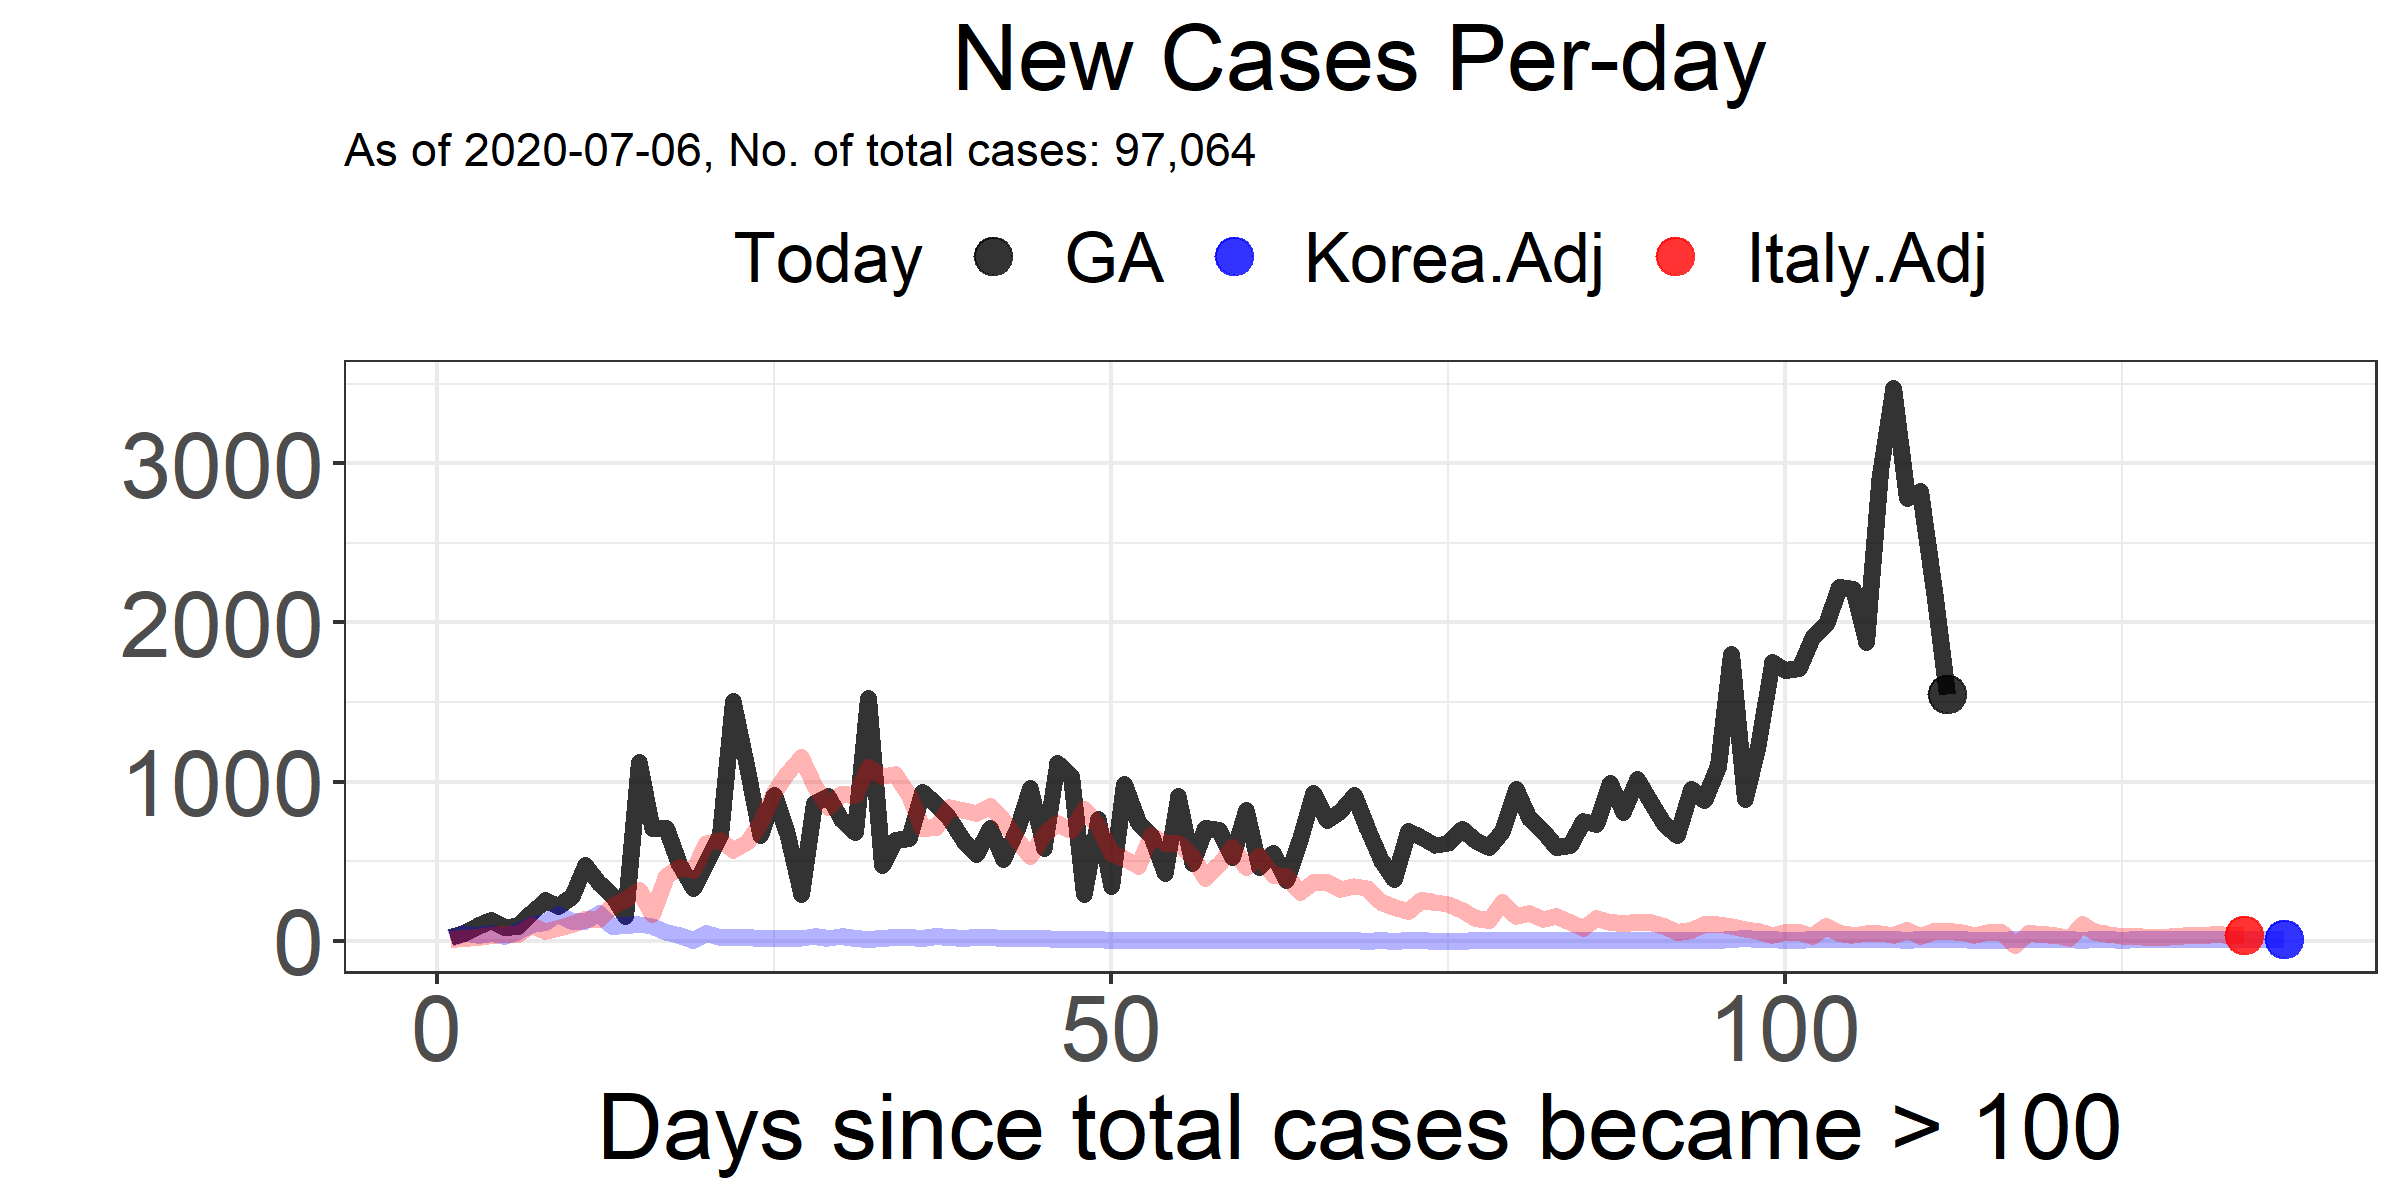 New Cases Per-day
As of 2020-07-06, No. of total cases: 97,064
Today GA Korea.Adj Italy.Adj
3000
2000
1000
0
0 50 100
Days since total cases became > 100